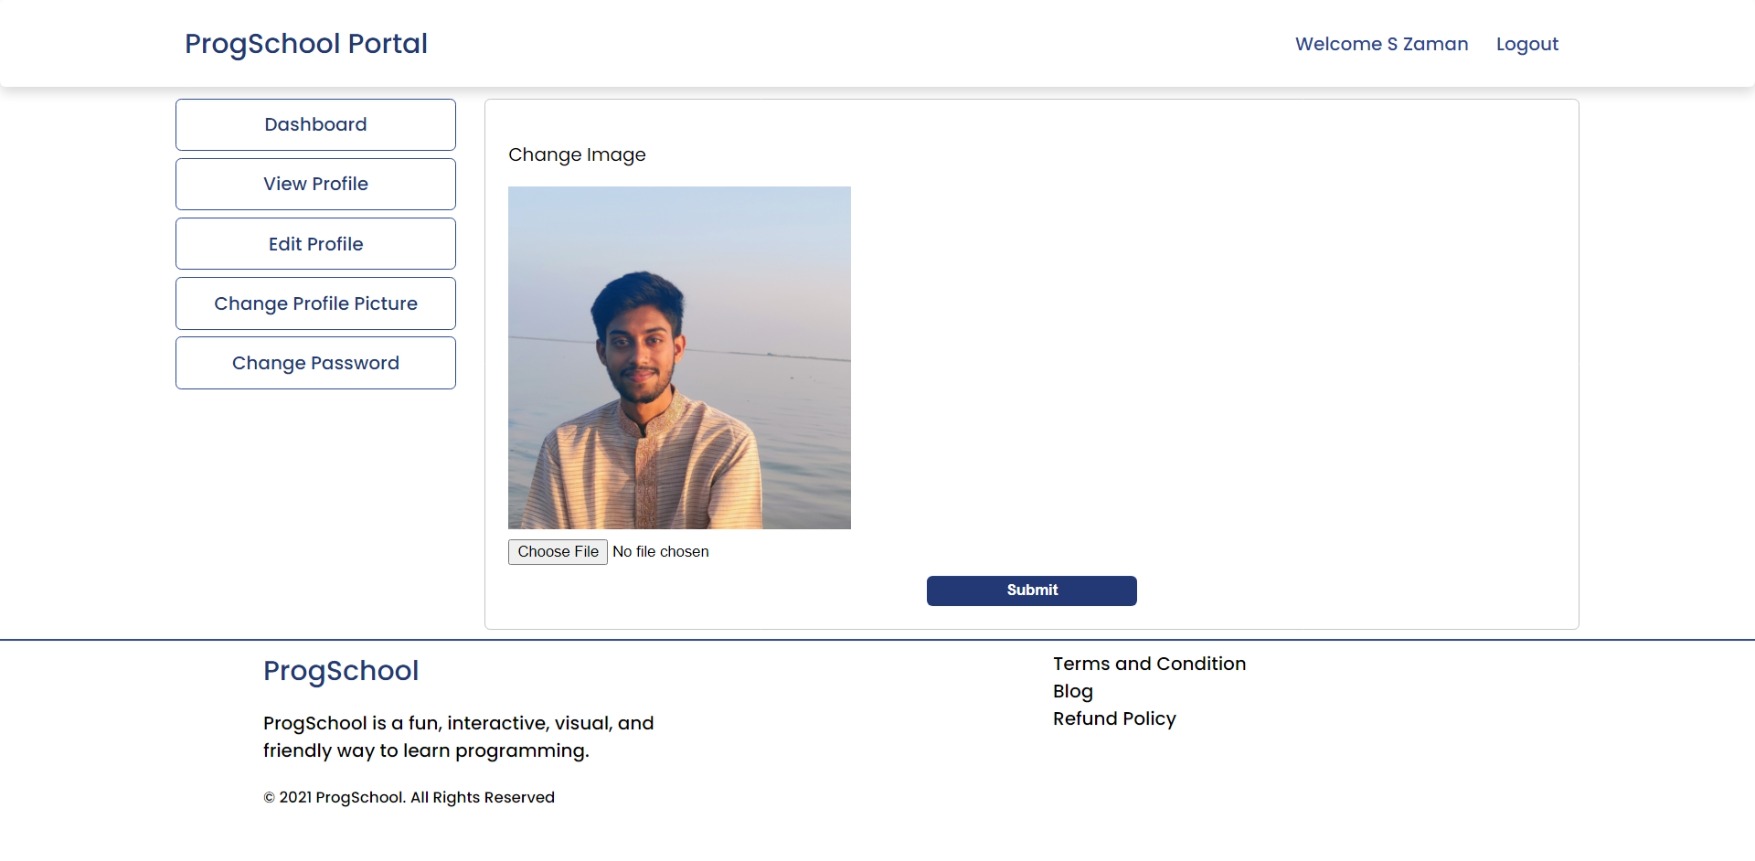 ProgSchool Portal
Welcome S Zaman
Logout
Dashboard
View Profile
Edit Profile
Change Profile Picture
Change Password
Change Image
Choose File No file chosen
Submit
ProgSchool
ProgSchool is a fun, interactive, visual, and
friendly way to learn programming.
© 2021 ProgSchool. All Rights Reserved
Terms and Condition
Blog
Refund Policy